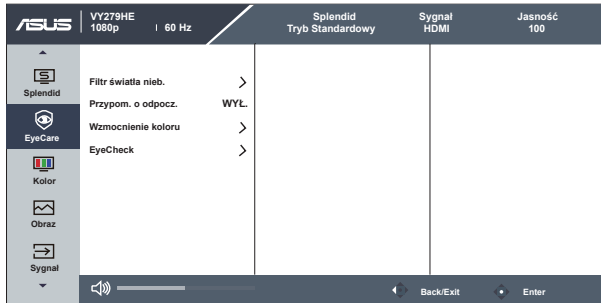 ASUS
VY279HE
1080p | 60 Hz
Splendid
Tryb Standardowy
Sygnał
HDMI
Jasność
100
Splendid
EyeCare
Kolor
Obraz
Sygnał
Filtr światła nieb.
Przypom. o odpocz. WYŁ.
Wzmocnienie koloru
EyeCheck
Back/Exit
Enter